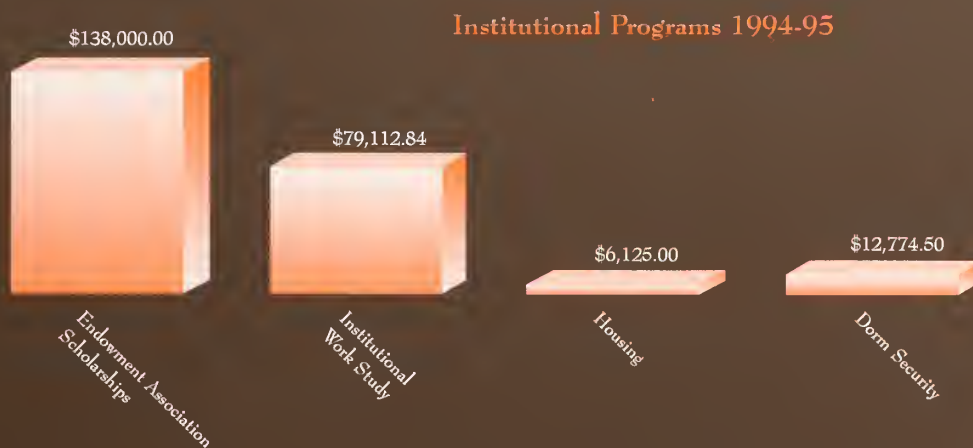 Institutional Programs 1994-95
$138,000.00
$79,112.84
$6,125.00
$12,774.50
Endowment Association
Scholarships
Institutional
Work Study
Housing
Dorm Security